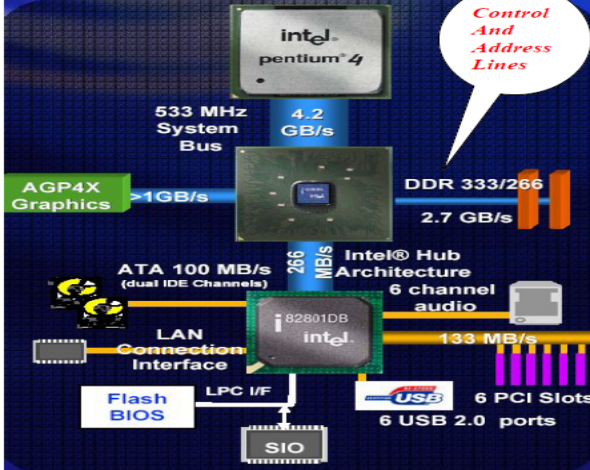 Control
And
Address
Lines
intel.
pentium® 4
533 MHz
System
Bus
4.2
GB/s
AGP4X
Graphics
>1GB/s
DDR 333/266
2.7 GB/s
266
MB/s
Intel® Hub
Architecture
ATA 100 MB/s
(dual IDE Channels)
6 channel
audio
i
82801DB
intel.
LAN
Connection
Interface
133 MB/s
Flash
BIOS
LPC I/F
USB
6 PCI Slots
6 USB 2.0 ports
SIO